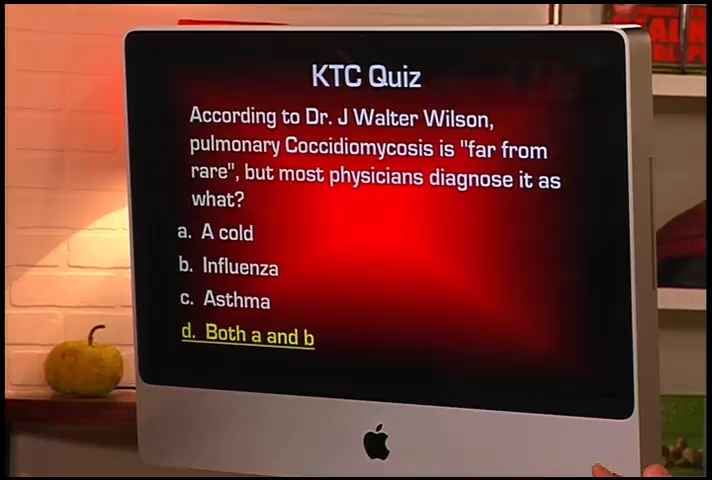 KTC Quiz
According to Dr. J Walter Wilson,
pulmonary Coccidiomycosis is "far from
rare", but most physicians diagnose it as
what?
a. A cold
b. Influenza
c. Asthma
d. Both a and b